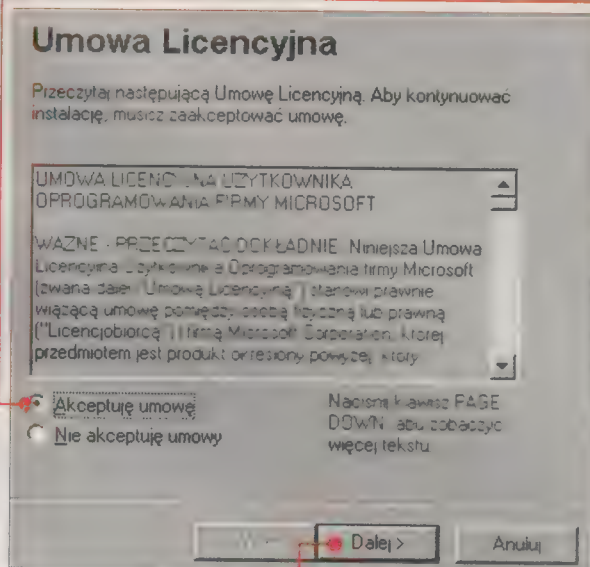 Umowa Licencyjna
Przeczytaj następującą Umowę Licencyjną. Aby kontynuować
instalację, musisz zaakceptować umowę.
UMOWA LICENCYJNA UŻYTKOWNIKA
OPROGRAMOWANIA FIRMY MICROSOFT
WAŻNE - PRZECZYTAĆ DOKŁADNIE: Niniejsza Umowa
Licencyjna Użytkownika Oprogramowania firmy Microsoft
(zwana dalej "Umową Licencyjną") stanowi prawnie
wiążącą umowę pomiędzy osobą fizyczną lub prawną
("Licencjobiorcą") i firmą Microsoft Corporation, której
przedmiotem jest produkt określony powyżej, który
Akceptuję umowę
Nie akceptuję umowy
Naciśnij klawisz PAGE
DOWN, aby zobaczyć
więcej tekstu.
Dalej >
Anuluj